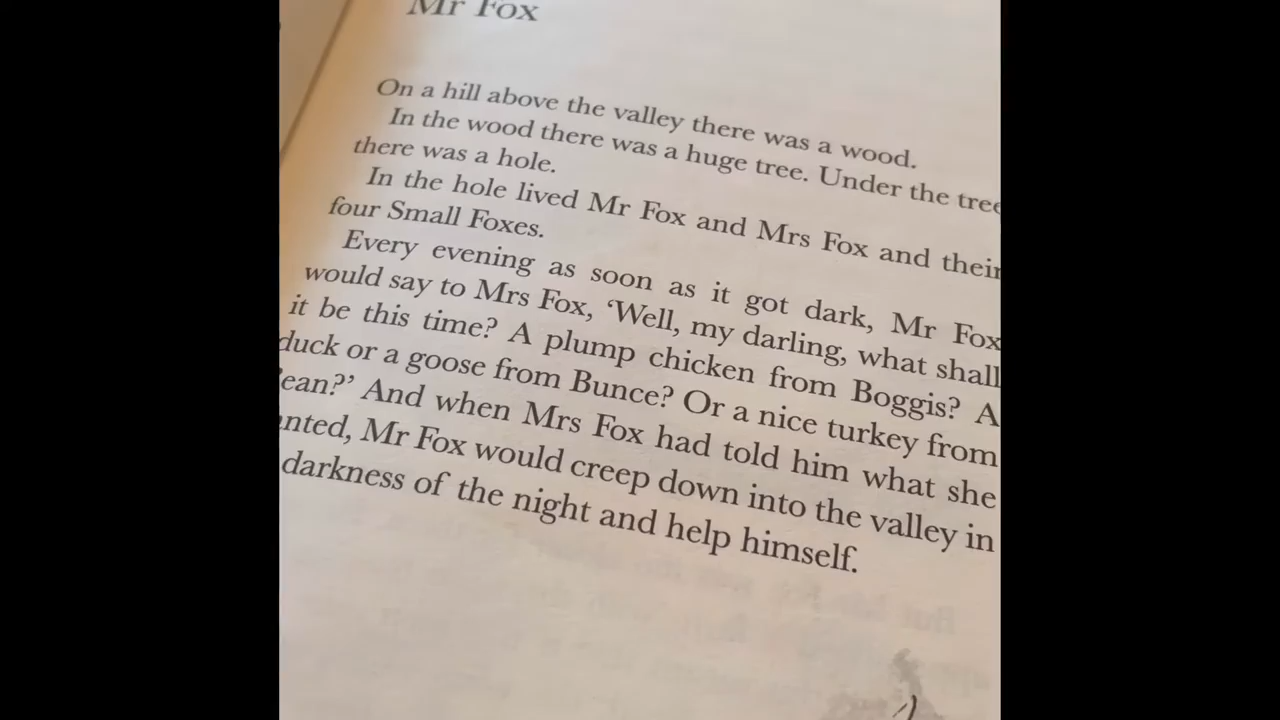 Mr Fox
On a hill above the valley there was a wood.
In the wood there was a huge tree. Under the tree
there was a hole.
In the hole lived Mr Fox and Mrs Fox and their
four Small Foxes.
Every evening as soon as it got dark, Mr Fox
would say to Mrs Fox, ‘Well, my darling, what shall
it be this time? A plump chicken from Boggis? A
duck or a goose from Bunce? Or a nice turkey from
ean?’ And when Mrs Fox had told him what she
nted, Mr Fox would creep down into the valley in
darkness of the night and help himself.